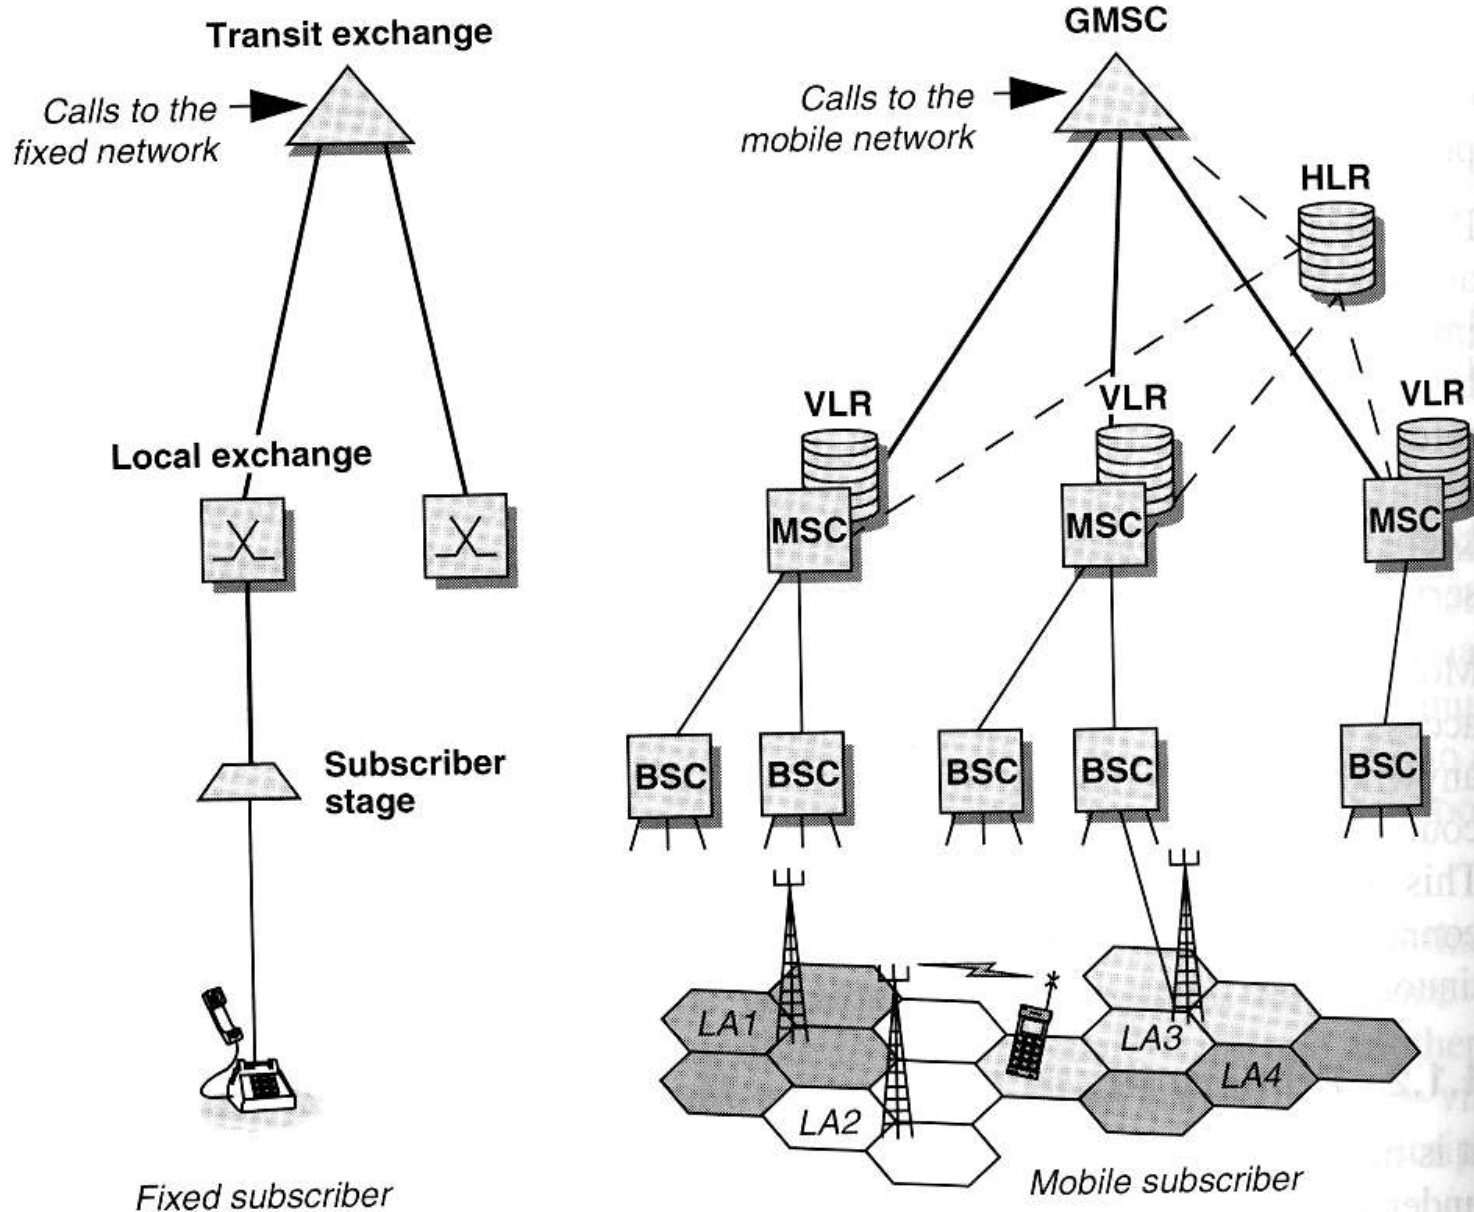 Transit exchange
Calls to the
fixed network
Local exchange
Subscriber
stage
Fixed subscriber
GMSC
Calls to the
mobile network
HLR
VLR
VLR
VLR
MSC
MSC
MSC
BSC
BSC
BSC
BSC
BSC
LA1
LA2
LA3
LA4
Mobile subscriber